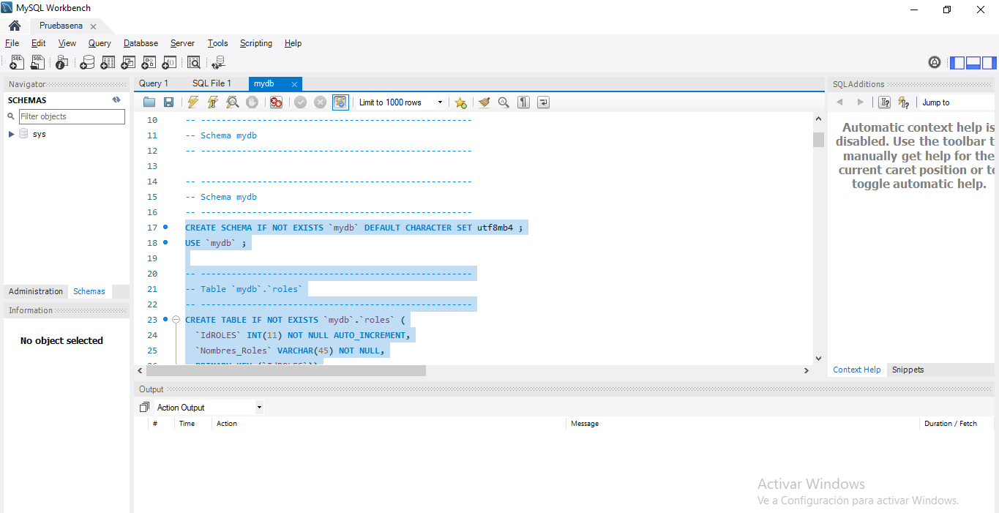 MySQL Workbench
Pruebasena
File Edit View Query Database Server Tools Scripting Help
Navigator
SCHEMAS
Filter objects
sys
Administration Schemas
Information
No object selected
Query 1 SQL File 1 mydb
Limit to 1000 rows
10 -- -----------------------------------------------------
11 -- Schema mydb
12 -- -----------------------------------------------------
13
14 -- -----------------------------------------------------
15 -- Schema mydb
16 -- -----------------------------------------------------
17 CREATE SCHEMA IF NOT EXISTS `mydb` DEFAULT CHARACTER SET utf8mb4 ;
18 USE `mydb` ;
19
20 -- -----------------------------------------------------
21 -- Table `mydb`.`roles`
22 -- -----------------------------------------------------
23 CREATE TABLE IF NOT EXISTS `mydb`.`roles` (
24 `IdROLES` INT(11) NOT NULL AUTO_INCREMENT,
25 `Nombres_Roles` VARCHAR(45) NOT NULL,
26 PRIMARY KEY (`IdROLES`))
SQLAdditions
Jump to
Automatic context help is
disabled. Use the toolbar t
manually get help for the
current caret position or to
toggle automatic help.
Context Help Snippets
Output
Action Output
# Time Action Message Duration / Fetch
Activar Windows
Ve a Configuración para activar Windows.